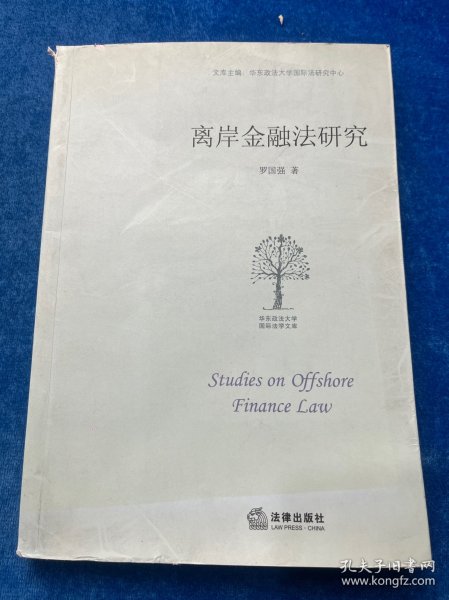 文库主编：华东政法大学国际法研究中心
离岸金融法研究
罗国强 著
华东政法大学
国际法学文库
Studies on Offshore
Finance Law
法律出版社
LAW PRESS·CHINA
孔夫子旧书网
www.kongfz.com